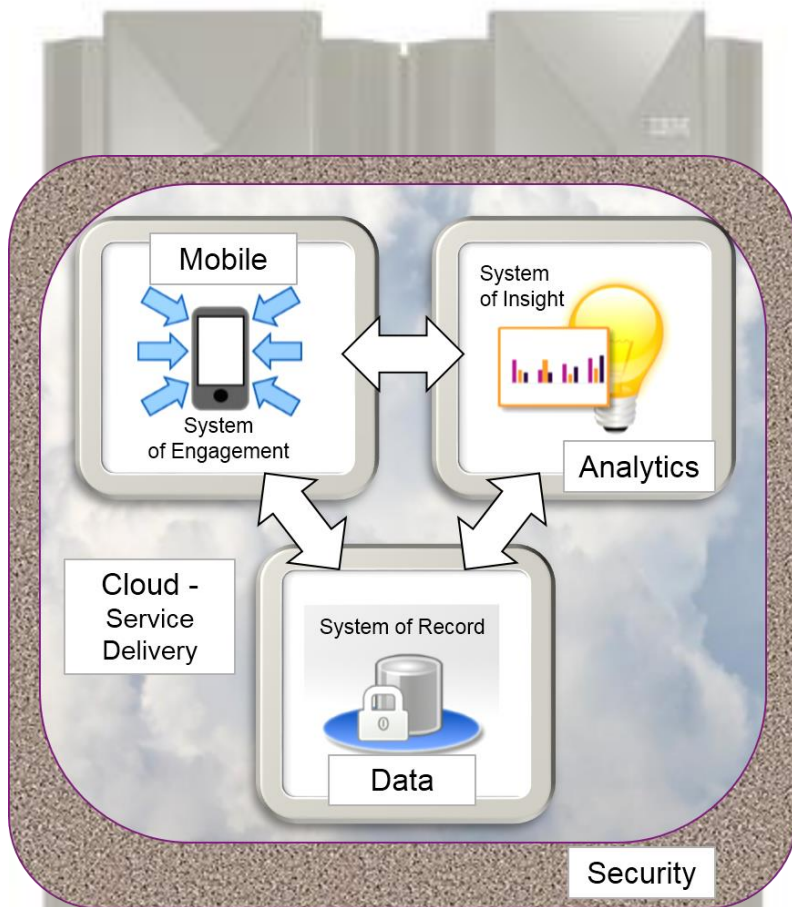 IBM
Mobile
System
of Engagement
System
of Insight
Analytics
Cloud -
Service
Delivery
System of Record
Data
Security